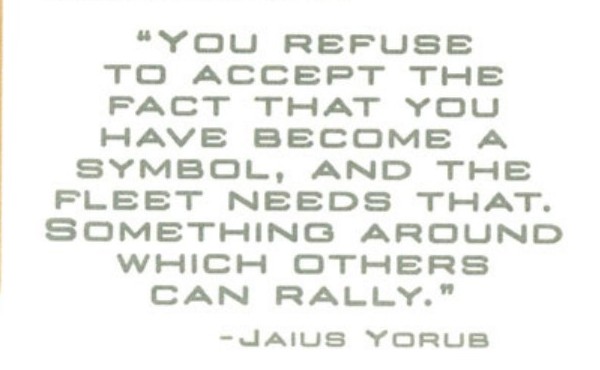 "YOU REFUSE
TO ACCEPT THE
FACT THAT YOU
HAVE BECOME A
SYMBOL, AND THE
FLEET NEEDS THAT.
SOMETHING AROUND
WHICH OTHERS
CAN RALLY."
-JAIUS YORUB